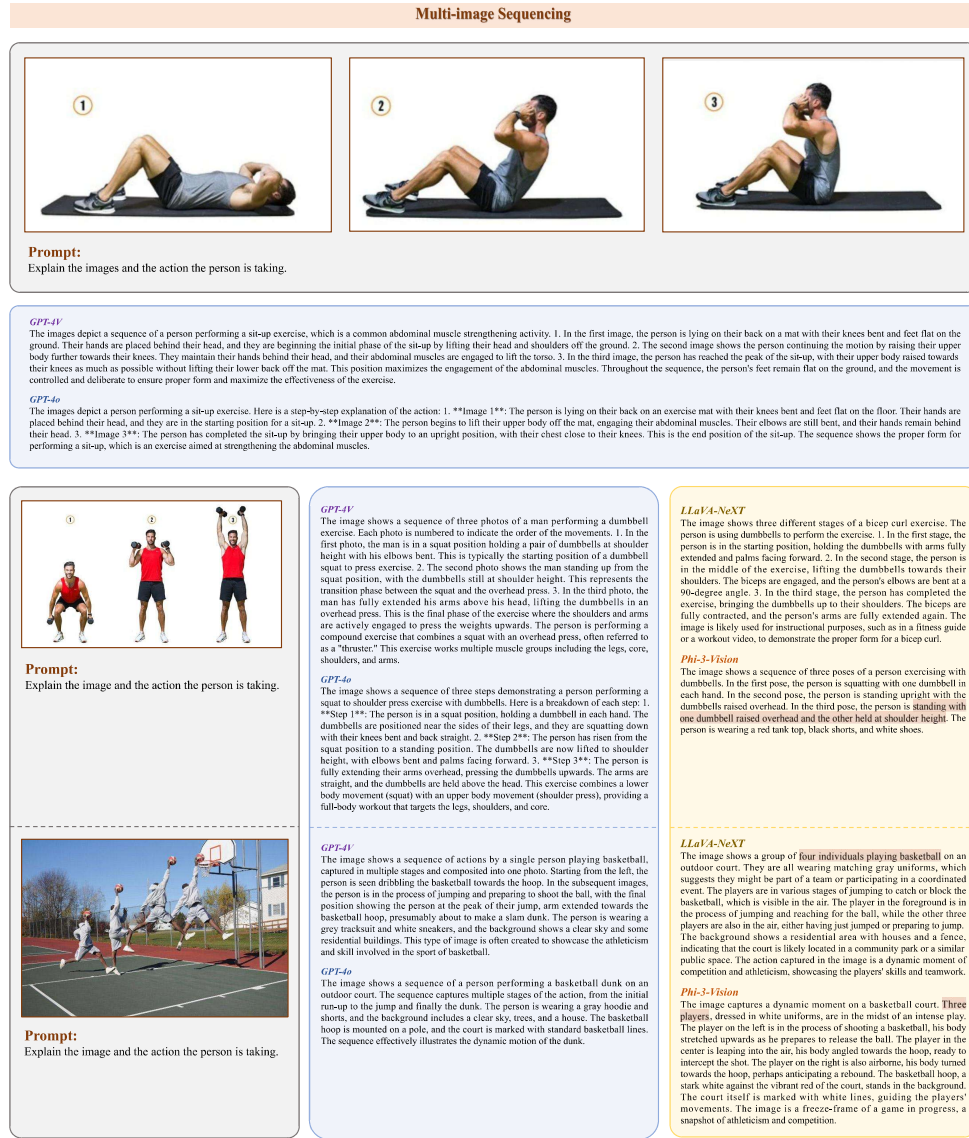 Multi-image Sequencing
1
2
3
Prompt:
Explain the images and the action the person is taking.
GPT-4V
The images depict a sequence of a person performing a sit-up exercise, which is a common abdominal muscle strengthening activity. 1. In the first image, the person is lying on their back on a mat with their knees bent and feet flat on the
ground. Their hands are placed behind their head, and they are beginning the initial phase of the sit-up by lifting their head and shoulders off the ground. 2. The second image shows the person continuing the motion by raising their upper
body further towards their knees. They maintain their hands behind their head, and their abdominal muscles are engaged to lift the torso. 3. In the third image, the person has reached the peak of the sit-up, with their upper body raised towards
their knees as much as possible without lifting their lower back off the mat. This position maximizes the engagement of the abdominal muscles. Throughout the sequence, the person's feet remain flat on the ground, and the movement is
controlled and deliberate to ensure proper form and maximize the effectiveness of the exercise.
GPT-4o
The images depict a person performing a sit-up exercise. Here is a step-by-step explanation of the action: 1. **Image 1**: The person is lying on their back on an exercise mat with their knees bent and feet flat on the floor. Their hands are
placed behind their head, and they are in the starting position for a sit-up. 2. **Image 2**: The person begins to lift their upper body off the mat, engaging their abdominal muscles. Their elbows are still bent, and their hands remain behind
their head. 3. **Image 3**: The person has completed the sit-up by bringing their upper body to an upright position, with their chest close to their knees. This is the end position of the sit-up. The sequence shows the proper form for
performing a sit-up, which is an exercise aimed at strengthening the abdominal muscles.
1
2
3
Prompt:
Explain the image and the action the person is taking.
GPT-4V
The image shows a sequence of three photos of a man performing a dumbbell
exercise. Each photo is numbered to indicate the order of the movements. 1. In the
first photo, the man is in a squat position holding a pair of dumbbells at shoulder
height with his elbows bent. This is typically the starting position of a dumbbell
squat to press exercise. 2. The second photo shows the man standing up from the
squat position, with the dumbbells still at shoulder height. This represents the
transition phase between the squat and the overhead press. 3. In the third photo, the
man has fully extended his arms above his head, lifting the dumbbells in an
overhead press. This is the final phase of the exercise where the shoulders and arms
are actively engaged to press the weights upwards. The person is performing a
compound exercise that combines a squat with an overhead press, often referred to
as a "thruster." This exercise works multiple muscle groups including the legs, core,
shoulders, and arms.
GPT-4o
The image shows a sequence of three steps demonstrating a person performing a
squat to shoulder press exercise with dumbbells. Here is a breakdown of each step: 1.
**Step 1**: The person is in a squat position, holding a dumbbell in each hand. The
dumbbells are positioned near the sides of their legs, and they are squatting down
with their knees bent and back straight. 2. **Step 2**: The person has risen from the
squat position to a standing position. The dumbbells are now lifted to shoulder
height, with elbows bent and palms facing forward. 3. **Step 3**: The person is
fully extending their arms overhead, pressing the dumbbells upwards. The arms are
straight, and the dumbbells are held above the head. This exercise combines a lower
body movement (squat) with an upper body movement (shoulder press), providing a
full-body workout that targets the legs, shoulders, and core.
LLaVA-NeXT
The image shows three different stages of a bicep curl exercise. The
person is using dumbbells to perform the exercise. 1. In the first stage, the
person is in the starting position, holding the dumbbells with arms fully
extended and palms facing forward. 2. In the second stage, the person is
in the middle of the exercise, lifting the dumbbells towards their
shoulders. The biceps are engaged, and the person's elbows are bent at a
90-degree angle. 3. In the third stage, the person has completed the
exercise, bringing the dumbbells up to their shoulders. The biceps are
fully contracted, and the person's arms are fully extended again. The
image is likely used for instructional purposes, such as in a fitness guide
or a workout video, to demonstrate the proper form for a bicep curl.
Phi-3-Vision
The image shows a sequence of three poses of a person exercising with
dumbbells. In the first pose, the person is squatting with one dumbbell in
each hand. In the second pose, the person is standing upright with the
dumbbells raised overhead. In the third pose, the person is standing with
one dumbbell raised overhead and the other held at shoulder height. The
person is wearing a red tank top, black shorts, and white shoes.
Prompt:
Explain the image and the action the person is taking.
GPT-4V
The image shows a sequence of actions by a single person playing basketball,
captured in multiple stages and composited into one photo. Starting from the left, the
person is seen dribbling the basketball towards the hoop. In the subsequent images,
the person is in the process of jumping and preparing to shoot the ball, with the final
position showing the person at the peak of their jump, arm extended towards the
basketball hoop, presumably about to make a slam dunk. The person is wearing a
grey tracksuit and white sneakers, and the background shows a clear sky and some
residential buildings. This type of image is often created to showcase the athleticism
and skill involved in the sport of basketball.
GPT-4o
The image shows a sequence of a person performing a basketball dunk on an
outdoor court. The sequence captures multiple stages of the action, from the initial
run-up to the jump and finally the dunk. The person is wearing a gray hoodie and
shorts, and the background includes a clear sky, trees, and a house. The basketball
hoop is mounted on a pole, and the court is marked with standard basketball lines.
The sequence effectively illustrates the dynamic motion of the dunk.
LLaVA-NeXT
The image shows a group of four individuals playing basketball on an
outdoor court. They are all wearing matching gray uniforms, which
suggests they might be part of a team or participating in a coordinated
event. The players are in various stages of jumping to catch or block the
basketball, which is visible in the air. The player in the foreground is in
the process of jumping and reaching for the ball, while the other three
players are also in the air, either having just jumped or preparing to jump.
The background shows a residential area with houses and a fence,
indicating that the court is likely located in a community park or a similar
public space. The action captured in the image is a dynamic moment of
competition and athleticism, showcasing the players' skills and teamwork.
Phi-3-Vision
The image captures a dynamic moment on a basketball court. Three
players, dressed in white uniforms, are in the midst of an intense play.
The player on the left is in the process of shooting a basketball, his body
stretched upwards as he prepares to release the ball. The player in the
center is leaping into the air, his body angled towards the hoop, ready to
intercept the shot. The player on the right is also airborne, his body turned
towards the hoop, perhaps anticipating a rebound. The basketball hoop, a
stark white against the vibrant red of the court, stands in the background.
The court itself is marked with white lines, guiding the players'
movements. The image is a freeze-frame of a game in progress, a
snapshot of athleticism and competition.